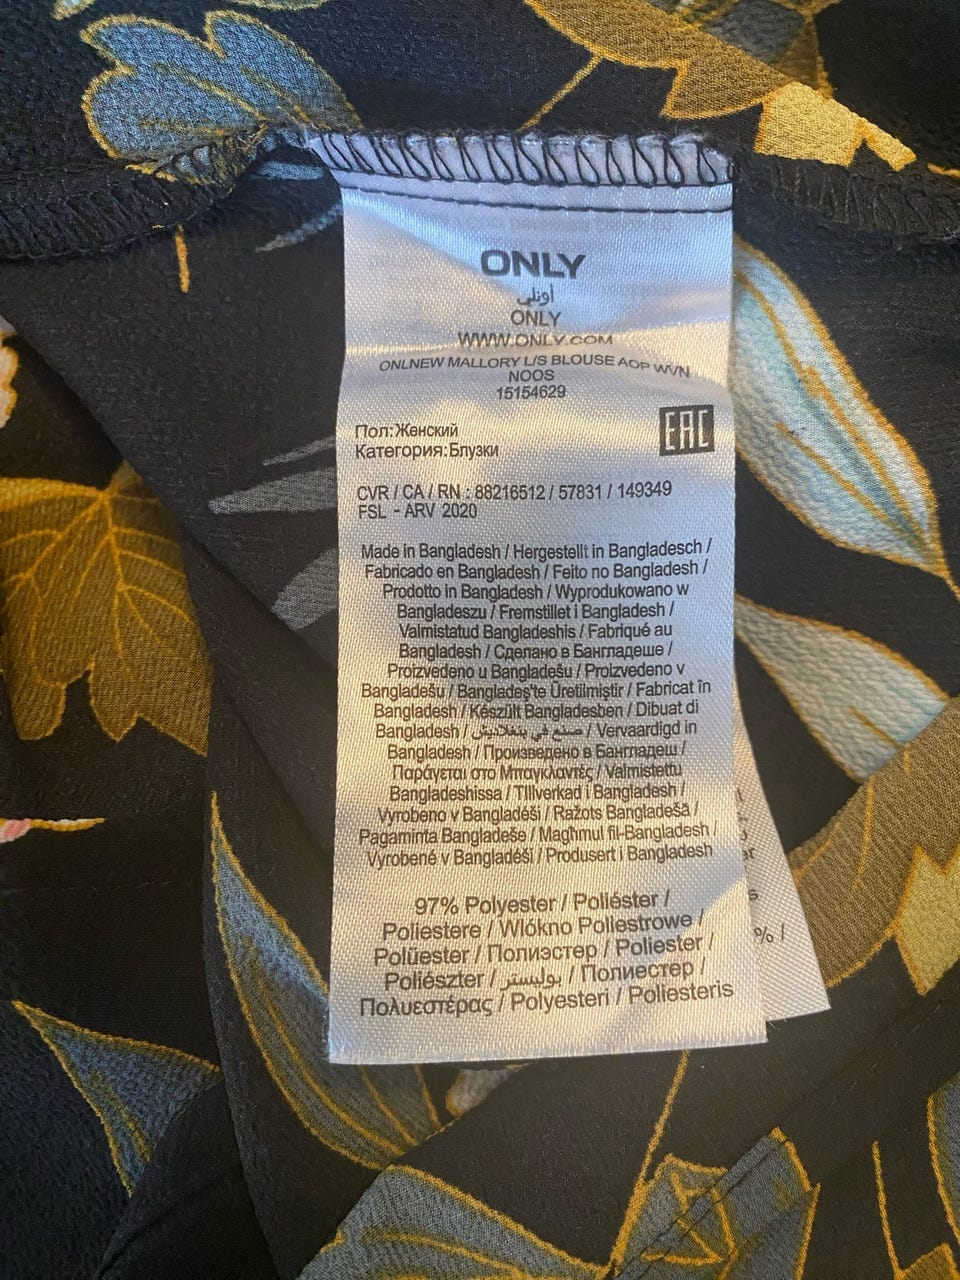 ONLY
أونلي
ONLY
WWW.ONLY.COM
ONLNEW MALLORY L/S BLOUSE AOP WVN
NOOS
15154629
EAC
Пол:Женский
Категория:Блузки
CVR / CA / RN : 88216512 / 57831 / 149349
FSL - ARV 2020
Made in Bangladesh / Hergestellt in Bangladesch /
Fabricado en Bangladesh / Feito no Bangladesh /
Prodotto in Bangladesh / Wyprodukowano w
Bangladeszu / Fremstillet i Bangladesh /
Valmistatud Bangladeshis / Fabriqué au
Bangladesh / Сделано в Бангладеше /
Proizvedeno u Bangladešu / Proizvedeno v
Bangladešu / Bangladeş'te Üretilmiştir / Fabricat în
Bangladesh / Készült Bangladesben / Dibuat di
Bangladesh / صنع في بنغلاديش / Vervaardigd in
Bangladesh / Произведено в Бангладеш /
Παράγεται στο Μπαγκλαντές / Valmistettu
Bangladeshissa / Tillverkad i Bangladesh /
Vyrobeno v Bangladéši / Ražots Bangladešā /
Pagaminta Bangladeše / Magħmul fil-Bangladesh /
Vyrobené v Bangladéši / Produsert i Bangladesh
97% Polyester / Poliéster /
Poliestere / Włókno Poliestrowe /
Polüester / Полиэстер / Poliester /
Poliészter / بوليستر / Полиестер /
Πολυεστέρας / Polyesteri / Poliesteris
% /